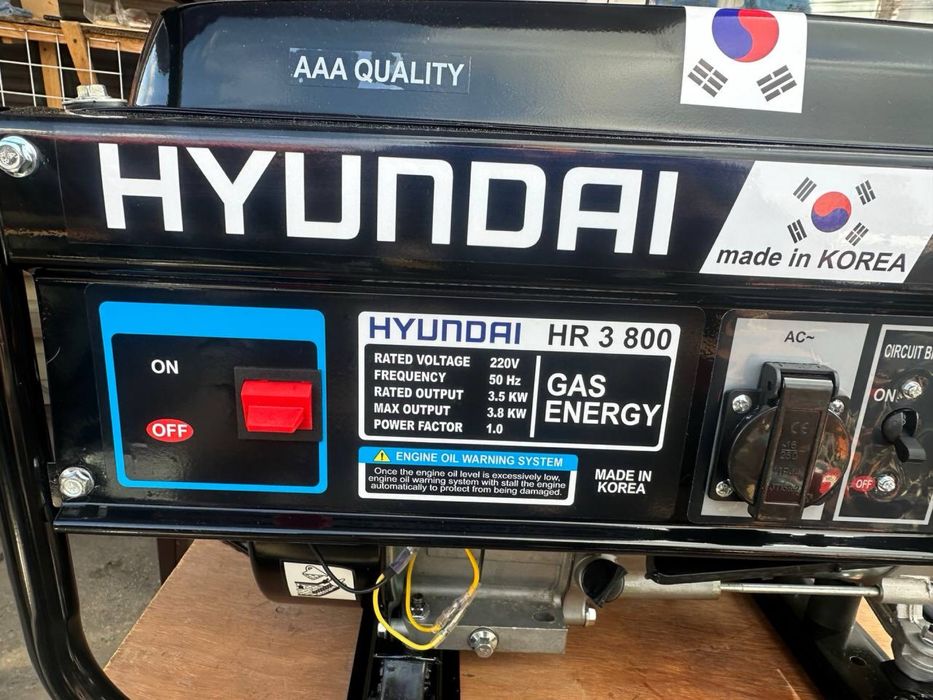 AAA QUALITY
HYUNDAI
made in KOREA
ON
OFF
HYUNDAI HR 3 800
RATED VOLTAGE 220V
FREQUENCY 50 Hz
RATED OUTPUT 3.5 KW
MAX OUTPUT 3.8 KW
POWER FACTOR 1.0
GAS
ENERGY
ENGINE OIL WARNING SYSTEM
Once the engine oil level is excessively low,
engine oil warning system with stall the engine
automatically to protect from being damaged.
MADE IN
KOREA
AC~
CE
CIRCUIT
ON
OFF